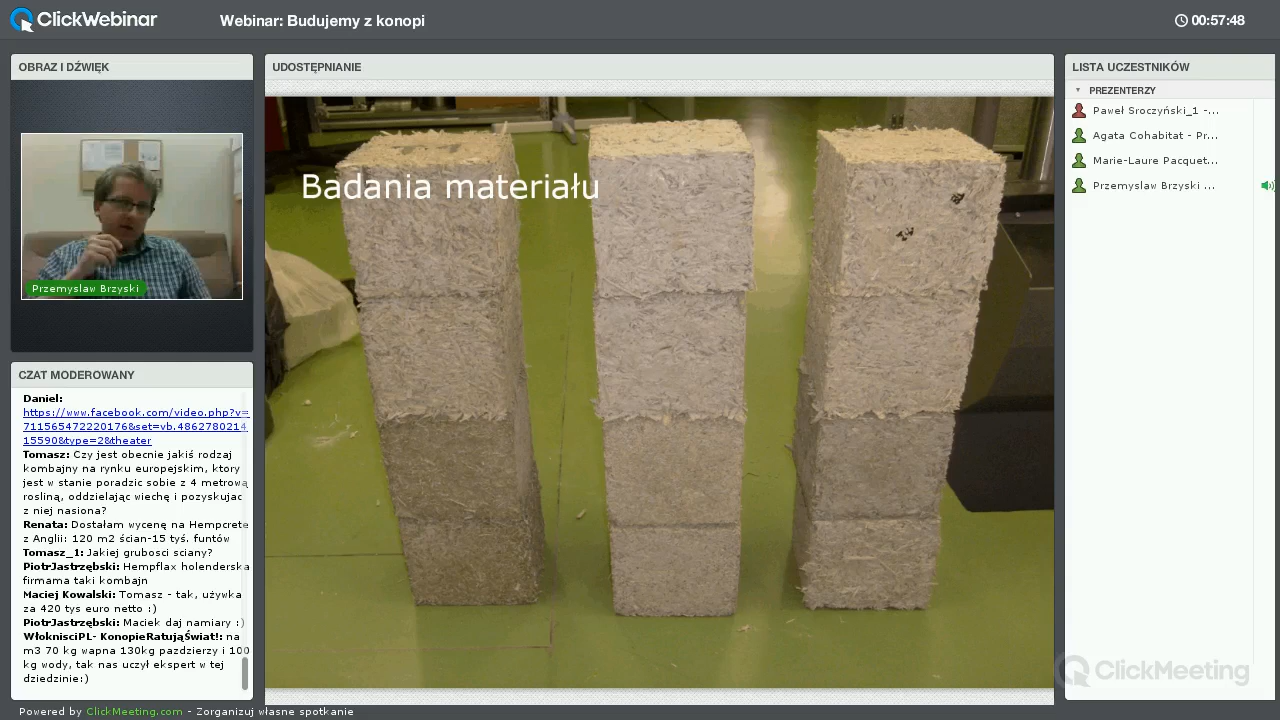 ClickWebinar
Webinar: Budujemy z konopi
00:57:48
OBRAZ I DŹWIĘK
Przemyslaw Brzyski
CZAT MODEROWANY
Daniel:
https://www.facebook.com/video.php?v=
711565472220176&set=vb.4862780214
15590&type=2&theater
Tomasz: Czy jest obecnie jakiś rodzaj
kombajny na rynku europejskim, ktory
jest w stanie poradzic sobie z 4 metrową
rosliną, oddzielając wiechę i pozyskujac
z niej nasiona?
Renata: Dostałam wycenę na Hempcrete
z Anglii: 120 m2 ścian-15 tyś. funtów
Tomasz_1: Jakiej grubosci sciany?
PiotrJastrzębski: Hempflax holenderska
firmama taki kombajn
Maciej Kowalski: Tomasz - tak, używka
za 420 tys euro netto :)
PiotrJastrzębski: Maciek daj namiary :)
WłoknisciPL- KonopieRatująŚwiat!: na
m3 70 kg wapna 130kg pazdzierzy i 100
kg wody, tak nas uczył ekspert w tej
dziedzinie:)
UDOSTĘPNIANIE
Badania materiału
LISTA UCZESTNIKÓW
PREZENTERZY
Paweł Sroczyński_1 -...
Agata Cohabitat - Pr...
Marie-Laure Pacquet...
Przemyslaw Brzyski ...
ClickMeeting
Powered by ClickMeeting.com - Zorganizuj własne spotkanie